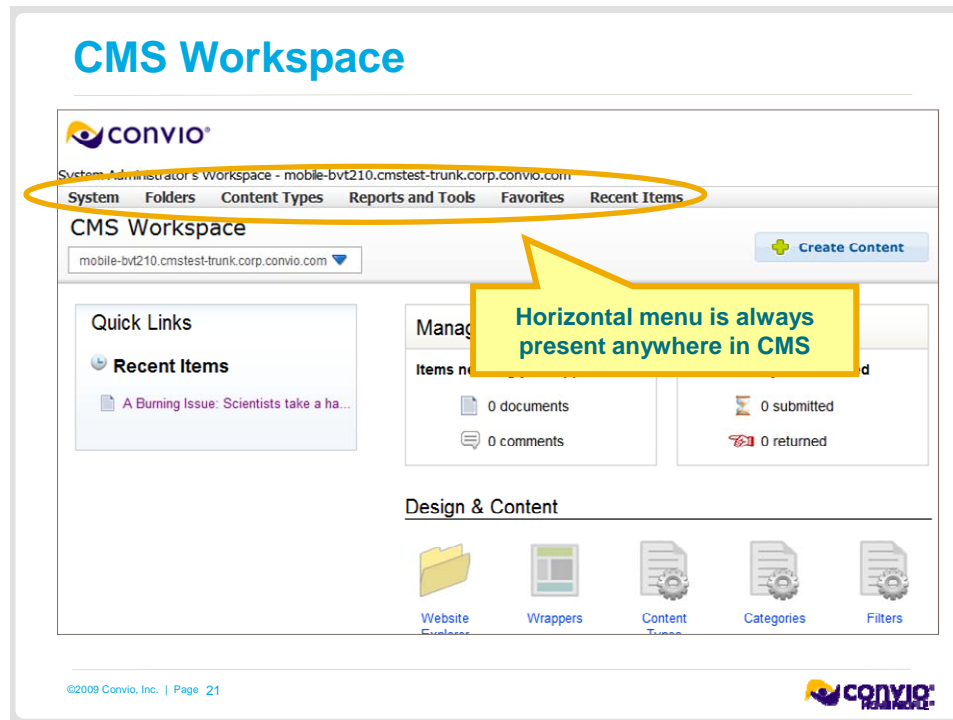 CMS Workspace
convio
System Administrator's Workspace - mobile-bvt210.cmstest-trunk.corp.convio.com
System Folders Content Types Reports and Tools Favorites Recent Items
CMS Workspace
mobile-bvt210.cmstest-trunk.corp.convio.com
Create Content
Horizontal menu is always
present anywhere in CMS
Quick Links
Recent Items
A Burning Issue: Scientists take a ha...
Items
0 documents
0 comments
0 submitted
0 returned
Design & Content
Website
Explorer
Wrappers
Content
Types
Categories
Filters
©2009 Convio, Inc. | Page 21
convio